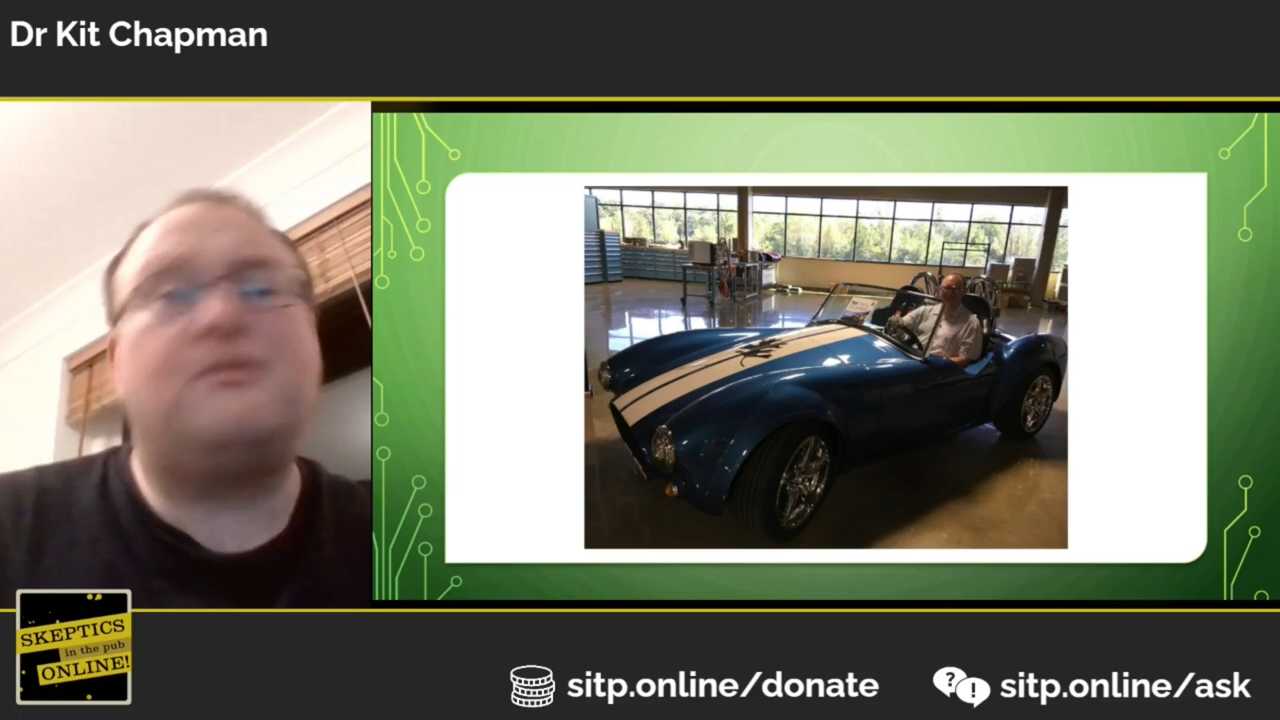 Dr Kit Chapman
SKEPTICS
in the pub
ONLINE!
sitp.online/donate
sitp.online/ask